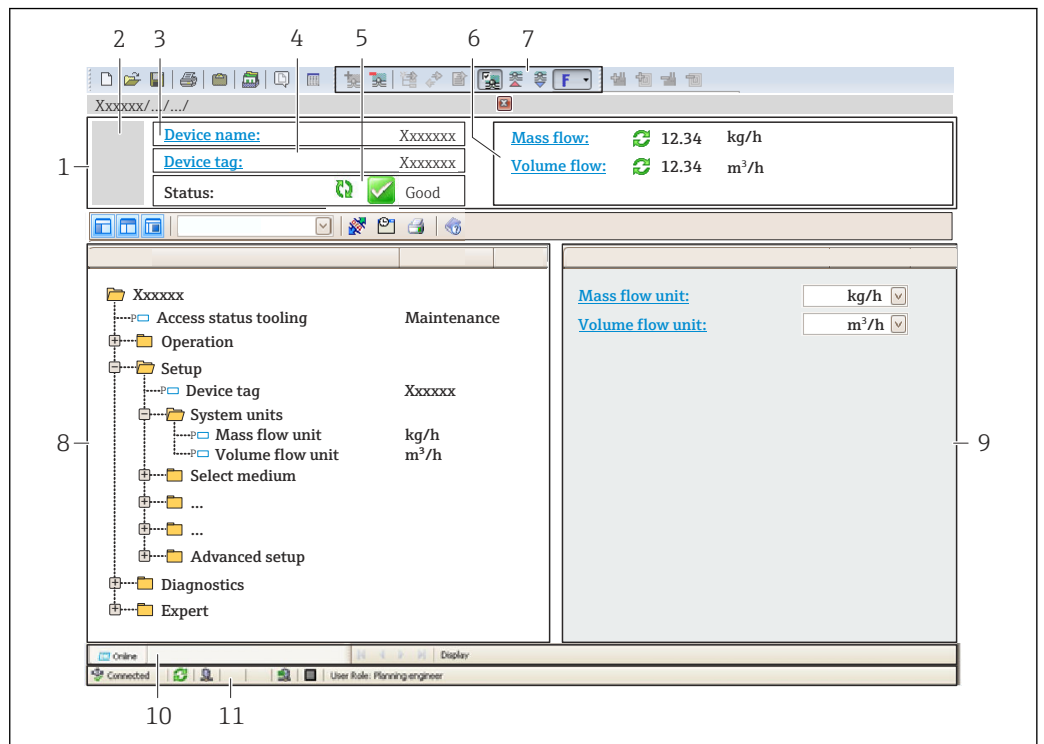 2 3 4 5 6 7
F
Xxxxxx/.../.../
1
Device name: Xxxxxxx
Device tag: Xxxxxxx
Status: Good
Mass flow: 12.34 kg/h
Volume flow: 12.34 m³/h
Xxxxxx
P Access status tooling Maintenance
Operation
Setup
P Device tag Xxxxxx
System units
P Mass flow unit kg/h
P Volume flow unit m³/h
Select medium
...
...
Advanced setup
Diagnostics
Expert
8
Mass flow unit: kg/h
Volume flow unit: m³/h
9
Online Display
Connected User Role: Planning engineer
10 11